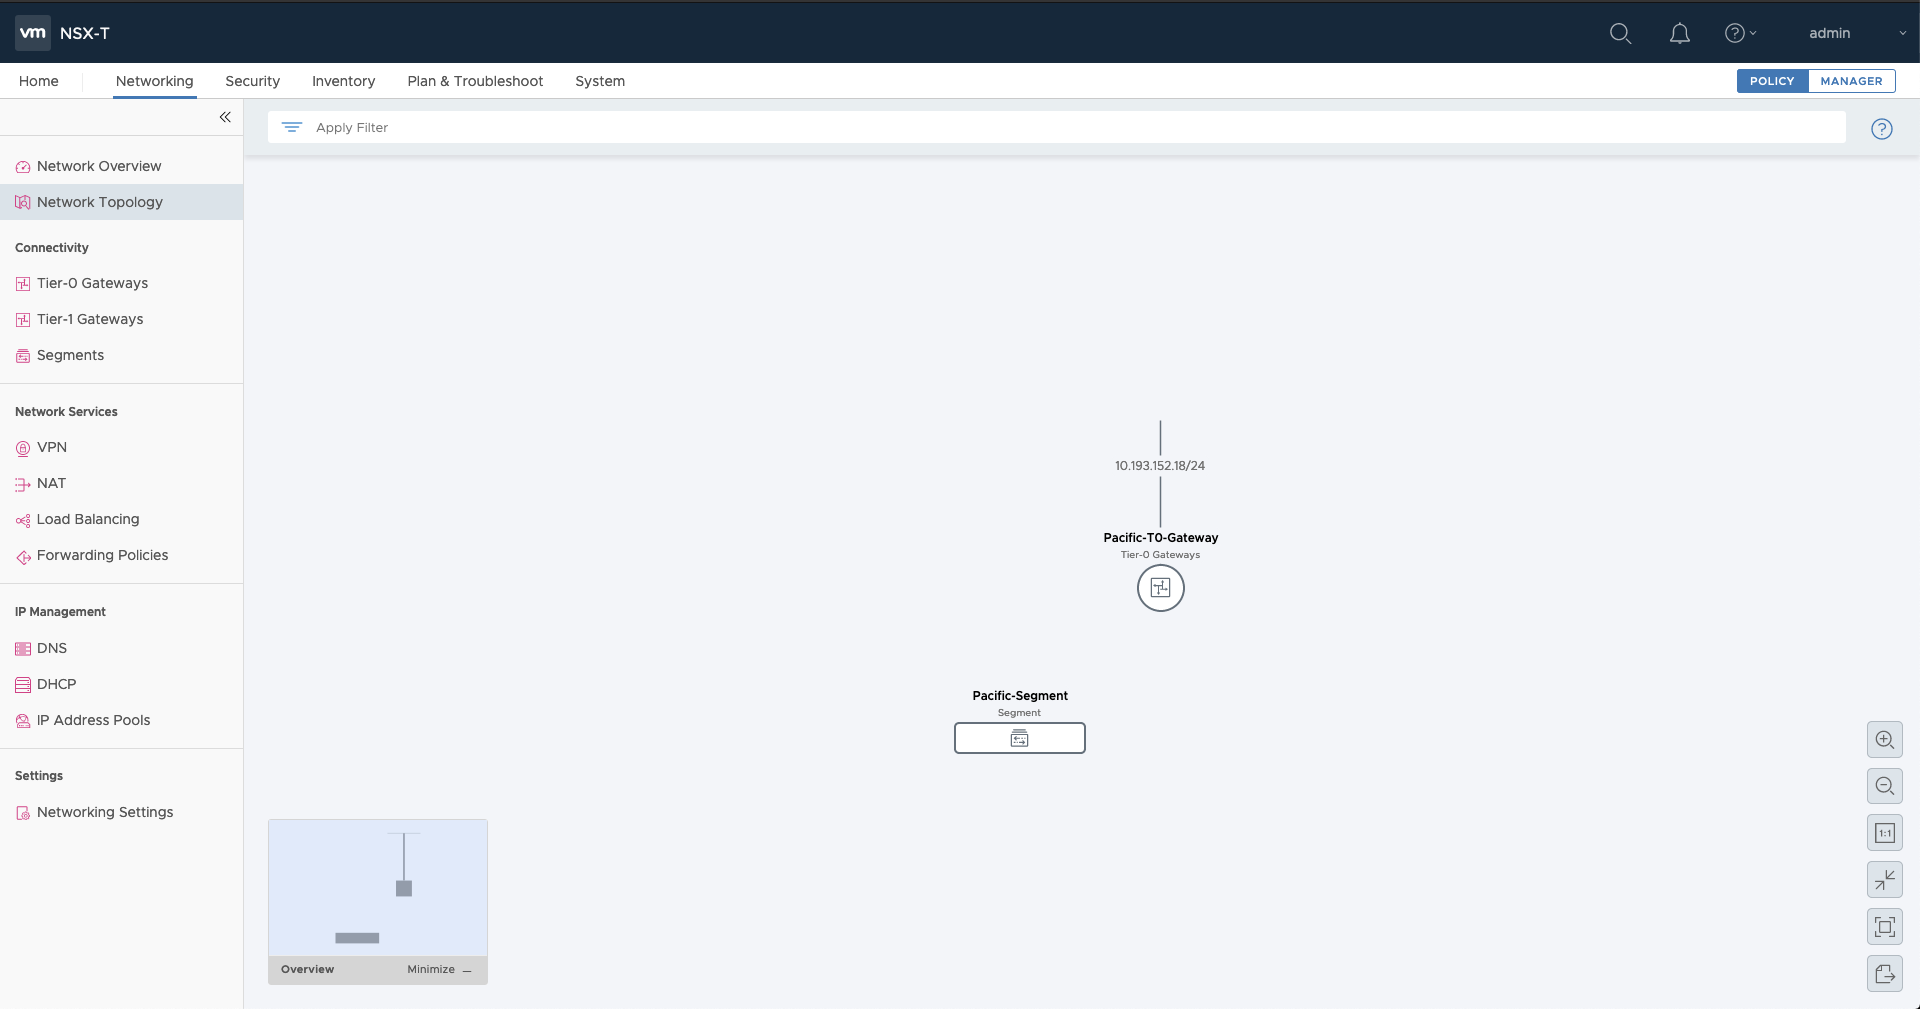 vm NSX-T
admin
Home
Networking
Security
Inventory
Plan & Troubleshoot
System
POLICY
MANAGER
Apply Filter
Network Overview
Network Topology
Connectivity
Tier-0 Gateways
Tier-1 Gateways
Segments
Network Services
VPN
NAT
Load Balancing
Forwarding Policies
IP Management
DNS
DHCP
IP Address Pools
Settings
Networking Settings
10.193.152.18/24
Pacific-T0-Gateway
Tier-0 Gateways
Pacific-Segment
Segment
1:1
Overview
Minimize